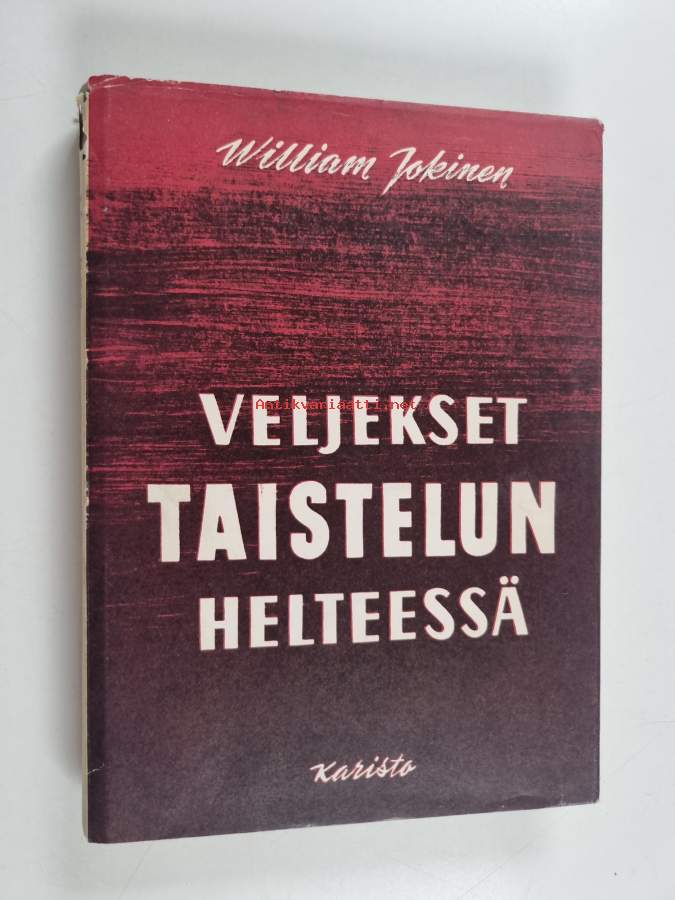 William Jokinen
VELJEKSET
Antikvariaatti.net
TAISTELUN
HELTEESSÄ
Karisto